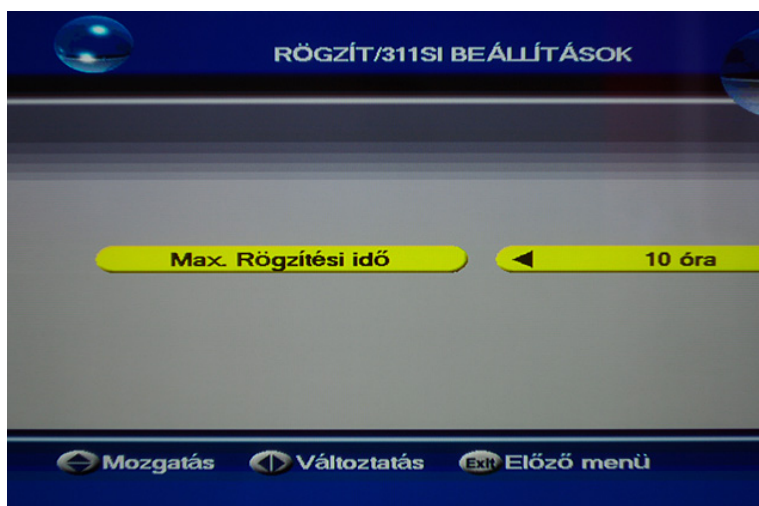 RÖGZÍT/311SI BEÁLLÍTÁSOK
Max. Rögzítési idő
10 óra
Mozgatás Változtatás Exit Előző menü